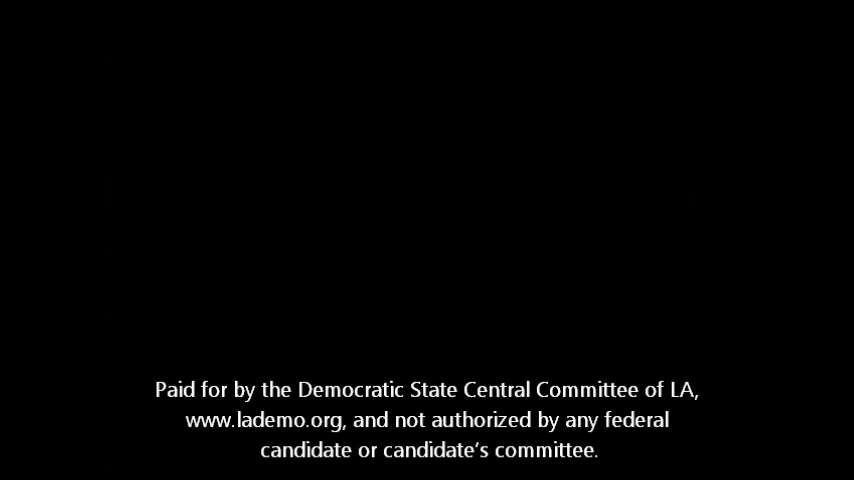 Paid for by the Democratic State Central Committee of LA,
www.lademo.org, and not authorized by any federal
candidate or candidate's committee.